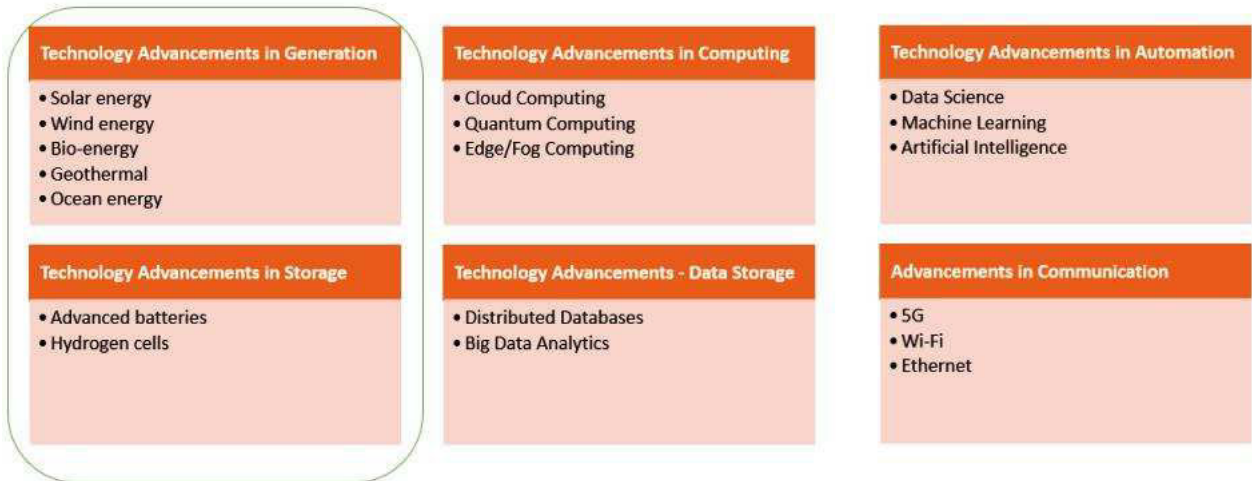 Technology Advancements in Generation
• Solar energy
• Wind energy
• Bio-energy
• Geothermal
• Ocean energy
Technology Advancements in Computing
• Cloud Computing
• Quantum Computing
• Edge/Fog Computing
Technology Advancements in Automation
• Data Science
• Machine Learning
• Artificial Intelligence
Technology Advancements in Storage
• Advanced batteries
• Hydrogen cells
Technology Advancements - Data Storage
• Distributed Databases
• Big Data Analytics
Advancements in Communication
• 5G
• Wi-Fi
• Ethernet